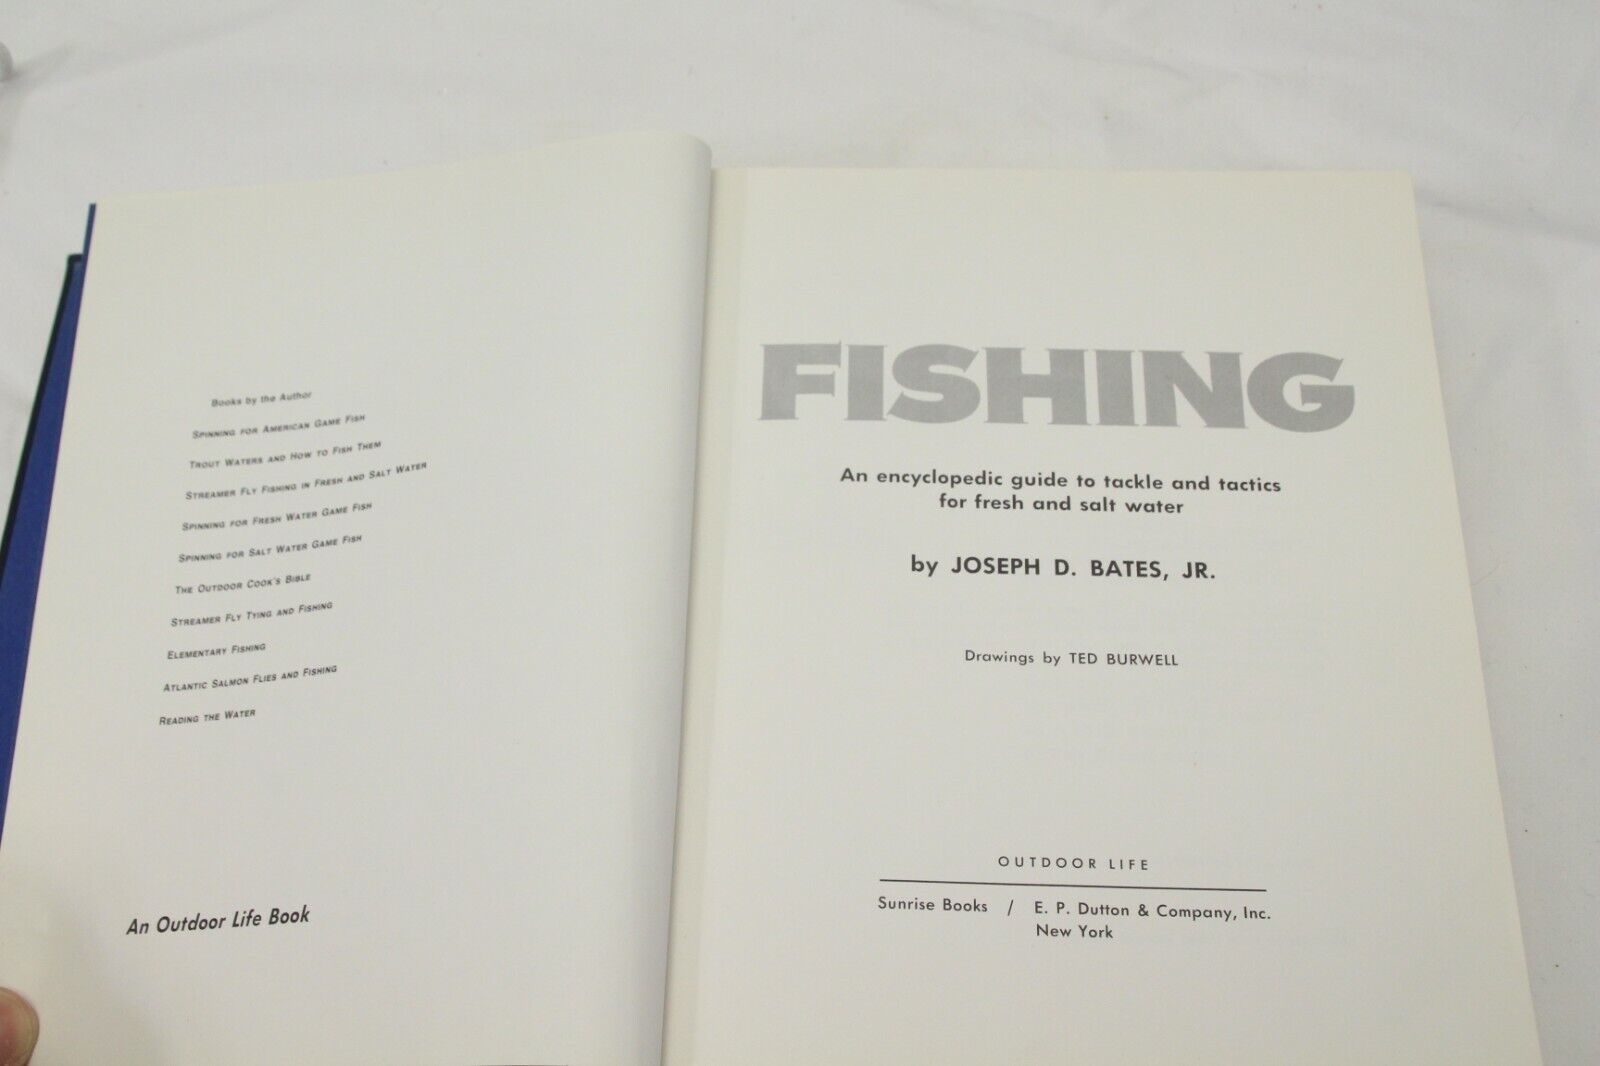 Books by the Author
SPINNING FOR AMERICAN GAME FISH
TROUT WATERS AND HOW TO FISH THEM
STREAMER FLY FISHING IN FRESH AND SALT WATER
SPINNING FOR FRESH WATER GAME FISH
SPINNING FOR SALT WATER GAME FISH
THE OUTDOOR COOK'S BIBLE
STREAMER FLY TYING AND FISHING
ELEMENTARY FISHING
ATLANTIC SALMON FLIES AND FISHING
READING THE WATER
An Outdoor Life Book
FISHING
An encyclopedic guide to tackle and tactics
for fresh and salt water
by JOSEPH D. BATES, JR.
Drawings by TED BURWELL
OUTDOOR LIFE
Sunrise Books / E. P. Dutton & Company, Inc.
New York